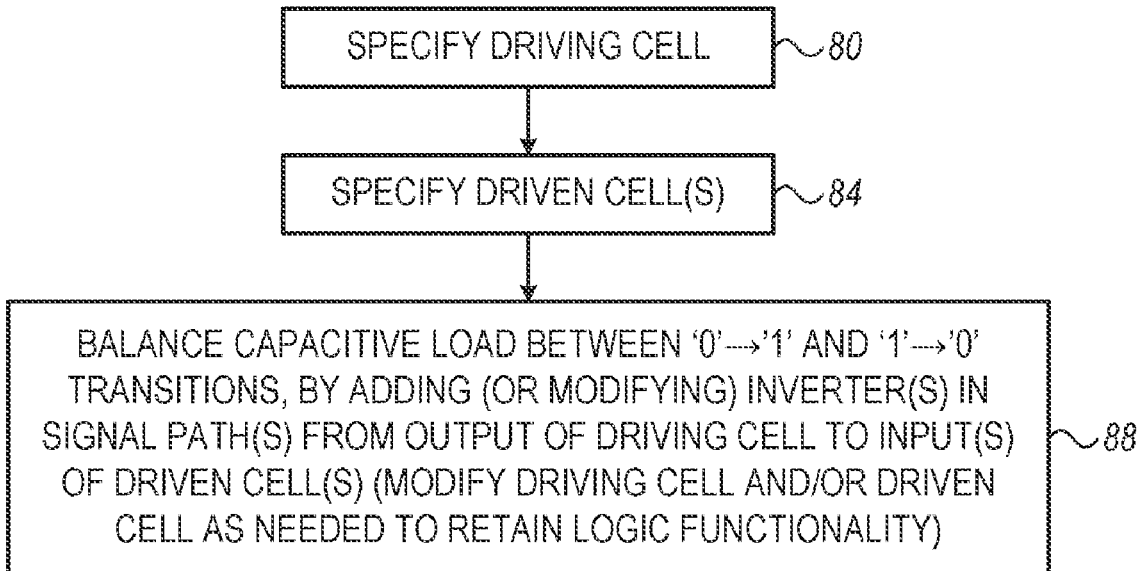 SPECIFY DRIVING CELL 80
SPECIFY DRIVEN CELL(S) 84
BALANCE CAPACITIVE LOAD BETWEEN ‘0’--→’1’ AND ‘1’--→’0’
TRANSITIONS, BY ADDING (OR MODIFYING) INVERTER(S) IN
SIGNAL PATH(S) FROM OUTPUT OF DRIVING CELL TO INPUT(S) 88
OF DRIVEN CELL(S) (MODIFY DRIVING CELL AND/OR DRIVEN
CELL AS NEEDED TO RETAIN LOGIC FUNCTIONALITY)